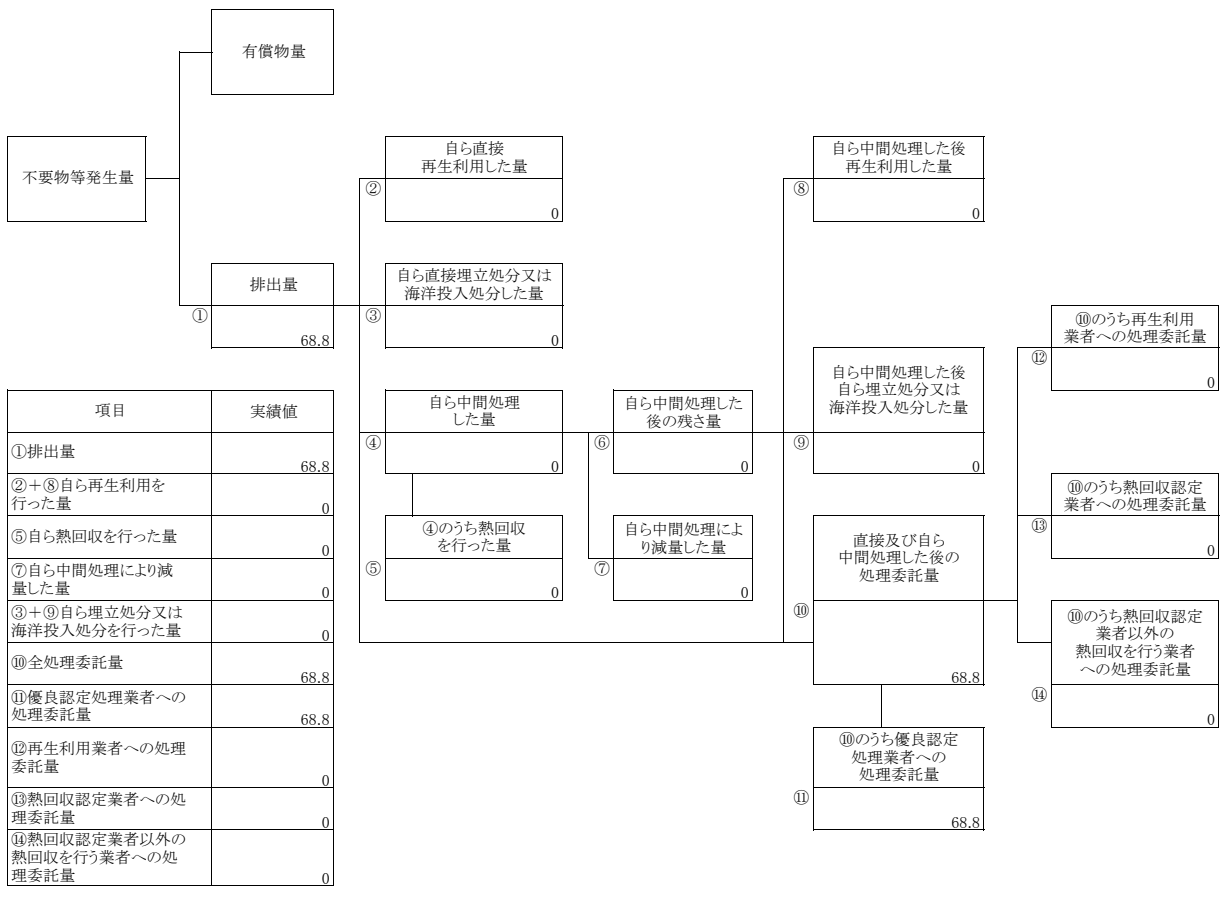 有償物量
不要物等発生量
排出量
①
68.8
自ら直接
再生利用した量
②
0
自ら直接埋立処分又は
海洋投入処分した量
③
0
自ら中間処理
した量
④
0
④のうち熱回収
を行った量
⑤
0
自ら中間処理した
後の残さ量
⑥
0
自ら中間処理によ
り減量した量
⑦
0
自ら中間処理した後
再生利用した量
⑧
0
自ら中間処理した後
自ら埋立処分又は
海洋投入処分した量
⑨
0
直接及び自ら
中間処理した後の
処理委託量
⑩
68.8
⑩のうち優良認定
処理業者への
処理委託量
⑪
68.8
⑩のうち再生利用
業者への処理委託量
⑫
0
⑩のうち熱回収認定
業者への処理委託量
⑬
0
⑩のうち熱回収認定
業者以外の
熱回収を行う業者
への処理委託量
⑭
0
項目 実績値
①排出量
68.8
②＋⑧自ら再生利用を
行った量
0
⑤自ら熱回収を行った量
0
⑦自ら中間処理により減
量した量
0
③＋⑨自ら埋立処分又は
海洋投入処分を行った量
0
⑩全処理委託量
68.8
⑪優良認定処理業者への
処理委託量
68.8
⑫再生利用業者への処理
委託量
0
⑬熱回収認定業者への処
理委託量
0
⑭熱回収認定業者以外の
熱回収を行う業者への処
理委託量
0